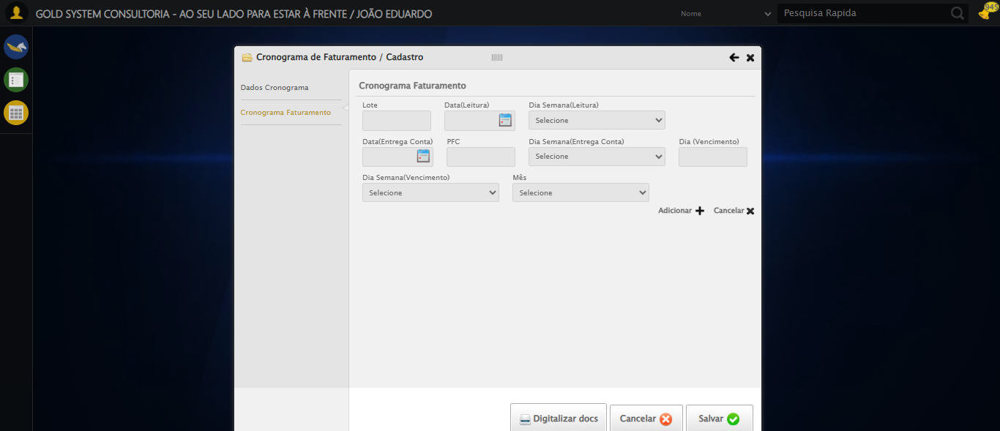 GOLD SYSTEM CONSULTORIA - AO SEU LADO PARA ESTAR À FRENTE / JOÃO EDUARDO
Nome
Pesquisa Rapida
945
Cronograma de Faturamento / Cadastro
Dados Cronograma
Cronograma Faturamento
Cronograma Faturamento
Lote Data(Leitura) Dia Semana(Leitura)
Selecione
Data(Entrega Conta) PFC Dia Semana(Entrega Conta) Dia (Vencimento)
Selecione
Dia Semana(Vencimento) Mês
Selecione Selecione
Adicionar Cancelar
Digitalizar docs Cancelar Salvar